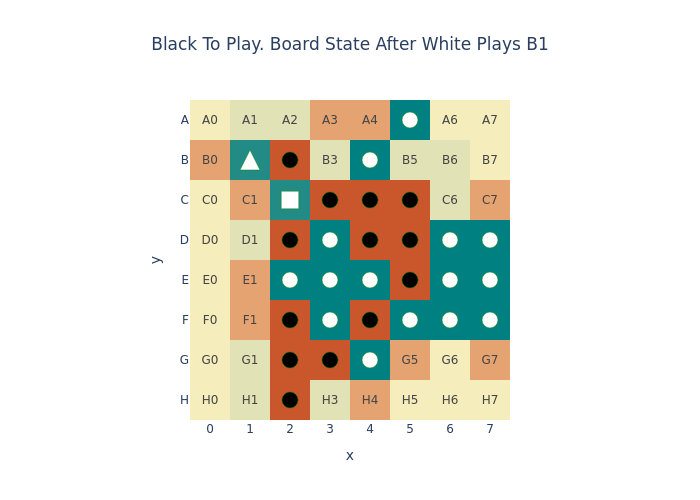 Black To Play. Board State After White Plays B1
A A0 A1 A2 A3 A4 A6 A7
B B0 B3 B5 B6 B7
C C0 C1 C6 C7
D D0 D1
y
E E0 E1
F F0 F1
G G0 G1 G5 G6 G7
H H0 H1 H3 H4 H5 H6 H7
0 1 2 3 4 5 6 7
x